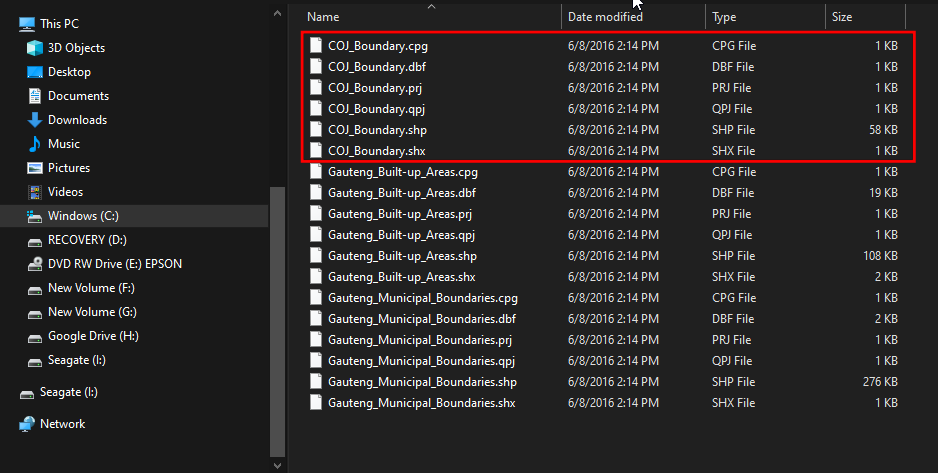 This PC
3D Objects
Desktop
Documents
Downloads
Music
Pictures
Videos
Windows (C:)
RECOVERY (D:)
DVD RW Drive (E:) EPSON
New Volume (F:)
New Volume (G:)
Google Drive (H:)
Seagate (I:)
Seagate (I:)
Network
Name Date modified Type Size
COJ_Boundary.cpg 6/8/2016 2:14 PM CPG File 1 KB
COJ_Boundary.dbf 6/8/2016 2:14 PM DBF File 1 KB
COJ_Boundary.prj 6/8/2016 2:14 PM PRJ File 1 KB
COJ_Boundary.qpj 6/8/2016 2:14 PM QPJ File 1 KB
COJ_Boundary.shp 6/8/2016 2:14 PM SHP File 58 KB
COJ_Boundary.shx 6/8/2016 2:14 PM SHX File 1 KB
Gauteng_Built-up_Areas.cpg 6/8/2016 2:14 PM CPG File 1 KB
Gauteng_Built-up_Areas.dbf 6/8/2016 2:14 PM DBF File 19 KB
Gauteng_Built-up_Areas.prj 6/8/2016 2:14 PM PRJ File 1 KB
Gauteng_Built-up_Areas.qpj 6/8/2016 2:14 PM QPJ File 1 KB
Gauteng_Built-up_Areas.shp 6/8/2016 2:14 PM SHP File 108 KB
Gauteng_Built-up_Areas.shx 6/8/2016 2:14 PM SHX File 2 KB
Gauteng_Municipal_Boundaries.cpg 6/8/2016 2:14 PM CPG File 1 KB
Gauteng_Municipal_Boundaries.dbf 6/8/2016 2:14 PM DBF File 2 KB
Gauteng_Municipal_Boundaries.prj 6/8/2016 2:14 PM PRJ File 1 KB
Gauteng_Municipal_Boundaries.qpj 6/8/2016 2:14 PM QPJ File 1 KB
Gauteng_Municipal_Boundaries.shp 6/8/2016 2:14 PM SHP File 276 KB
Gauteng_Municipal_Boundaries.shx 6/8/2016 2:14 PM SHX File 1 KB